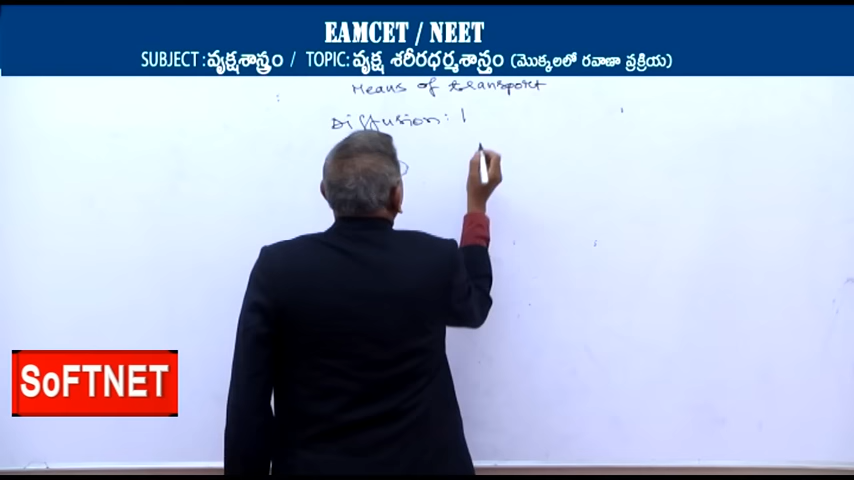 EAMCET / NEET
SUBJECT : వృక్షశాస్త్రం / TOPIC: వృక్ష శరీరధర్మశాస్త్రం (మొక్కలలో రవాణా ప్రక్రియ)
Means of transport
Diffusion: 1
SoFTNET